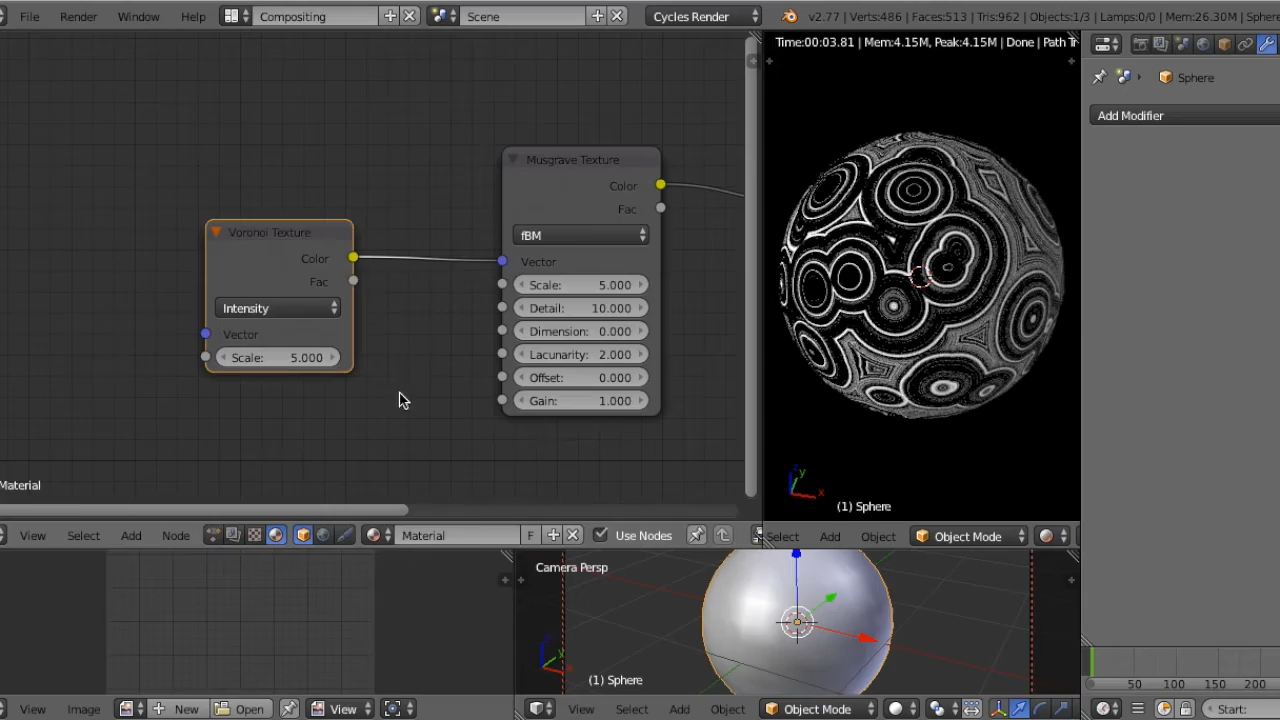 File Render Window Help Compositing Scene Cycles Render v2.77 | Verts:486 | Faces:513 | Tris:962 | Objects:1/3 | Lamps:0/0 | Mem:26.30M | Sphere
Time:00:03.81 | Mem:4.15M, Peak:4.15M | Done | Path Tr
Sphere
Add Modifier
Musgrave Texture
Color
Fac
fBM
Vector
Scale: 5.000
Detail: 10.000
Dimension: 0.000
Lacunarity: 2.000
Offset: 0.000
Gain: 1.000
Voronoi Texture
Color
Fac
Intensity
Vector
Scale: 5.000
Material
z
y
x
(1) Sphere
View Select Add Node Material F Use Nodes
Select Add Object Object Mode
Camera Persp
(1) Sphere
50 100 150 200
View Image New Open View
View Select Add Object Object Mode
Start: